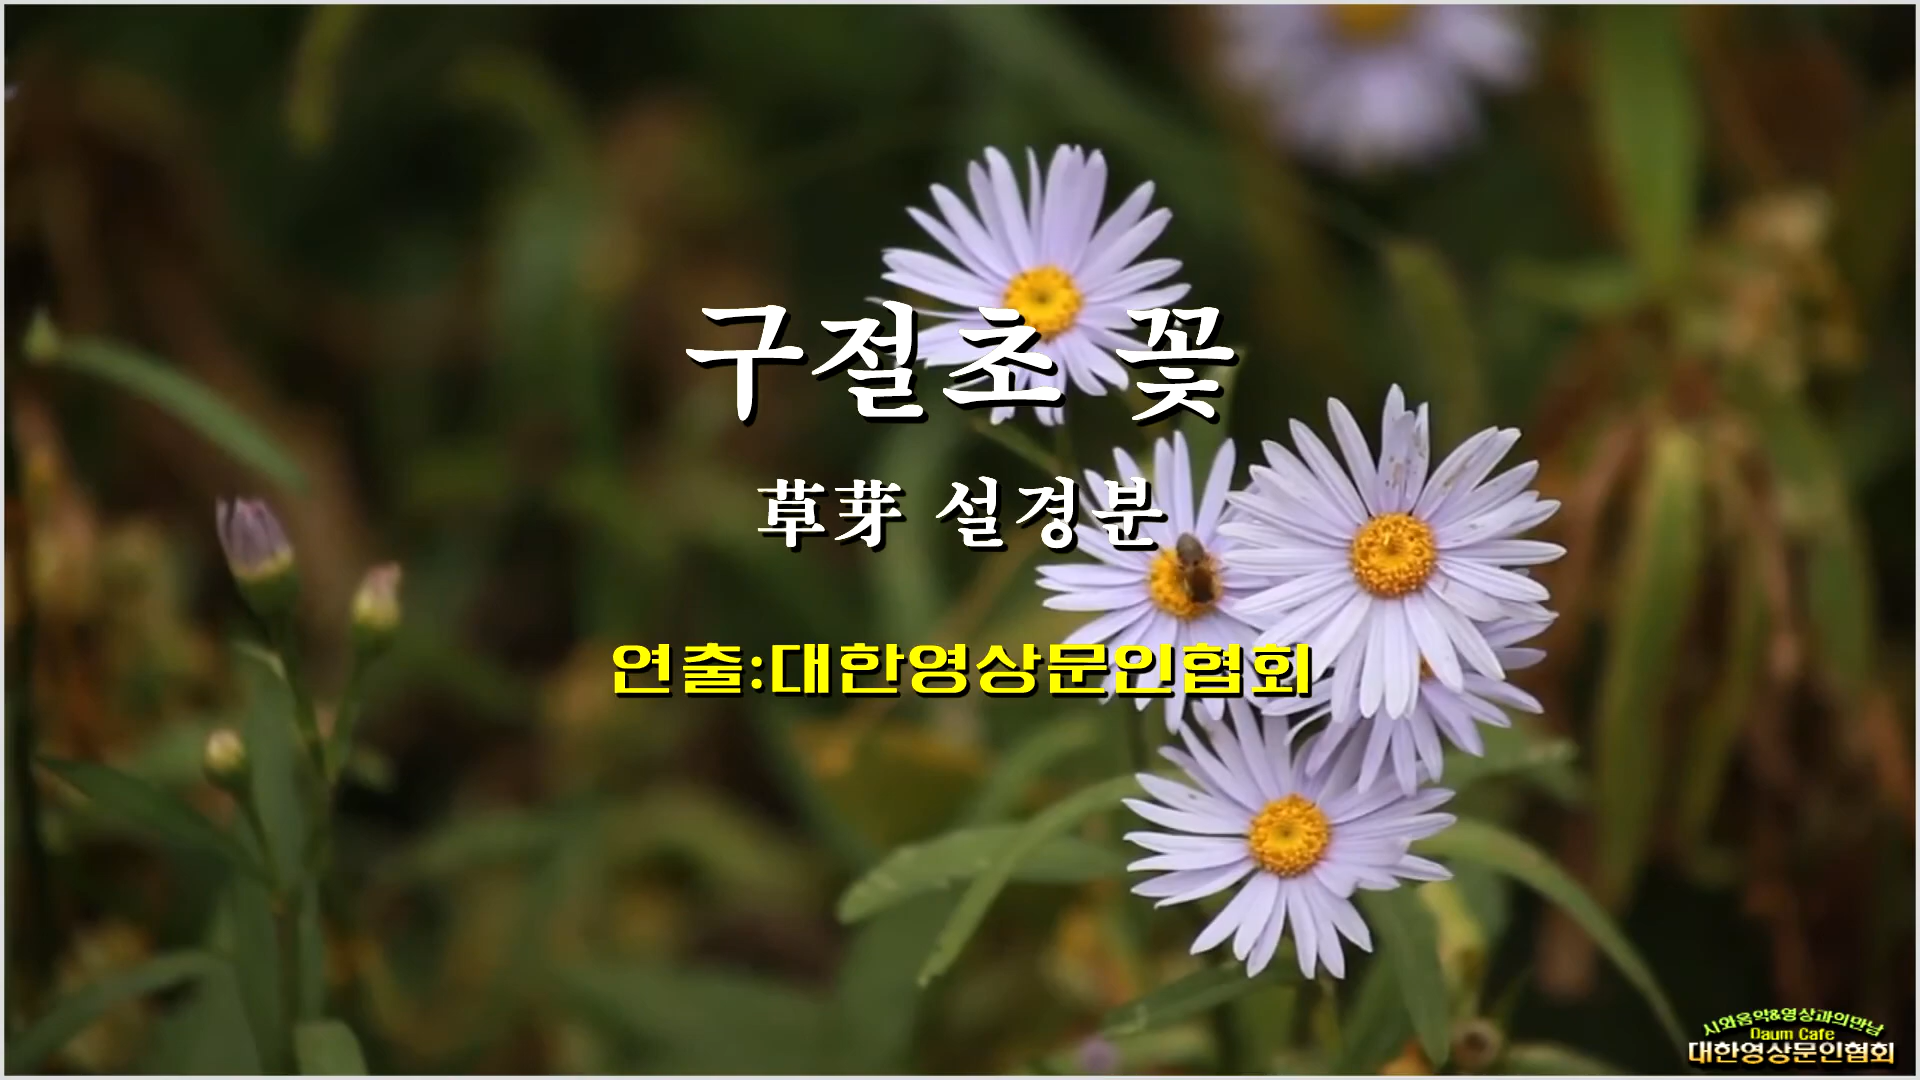 구절초 꽃
草芽 설경분
연출:대한영상문인협회
시와음악&영상과의만남
Daum Cafe
대한영상문인협회